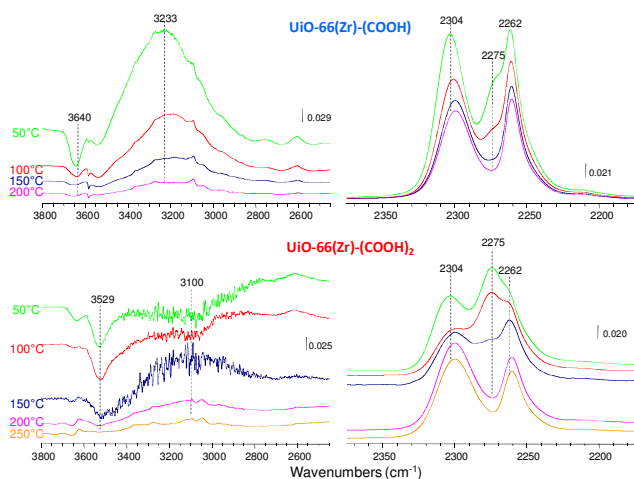 UiO-66(Zr)-(COOH)
3233
3640
50°C
100°C
150°C
200°C
0.029
3800 3600 3400 3200 3000 2800 2600
2304
2275
2262
0.021
2350 2300 2250 2200
UiO-66(Zr)-(COOH)2
3529
3100
50°C
100°C
150°C
200°C
250°C
0.025
3800 3600 3400 3200 3000 2800 2600
2304
2275
2262
0.020
2350 2300 2250 2200
Wavenumbers (cm-1)